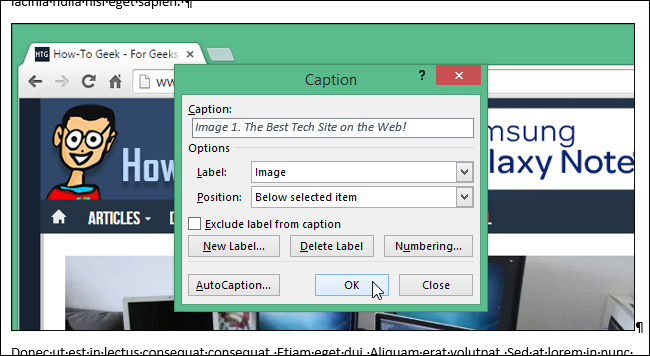 lacinia·nulla·nisl·eget·sapien.·¶
HTG How-To Geek - For Geeks
Caption ?
Caption:
Image 1. The Best Tech Site on the Web!
Options
Label: Image
Position: Below selected item
Exclude label from caption
New Label... Delete Label Numbering...
AutoCaption... OK Close
ww
How
msung
laxy Note
ARTICLES
¶
Donec·ut·est·in·lectus·consequat·consequat.·Etiam·eget·dui.·Aliquam·erat·volutpat.·Sed·at·lorem·in·nunc·